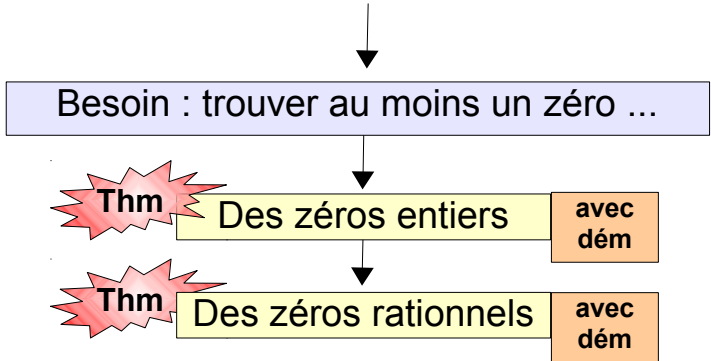 Besoin : trouver au moins un zéro ...
Thm
Des zéros entiers
avec
dém
Thm
Des zéros rationnels
avec
dém